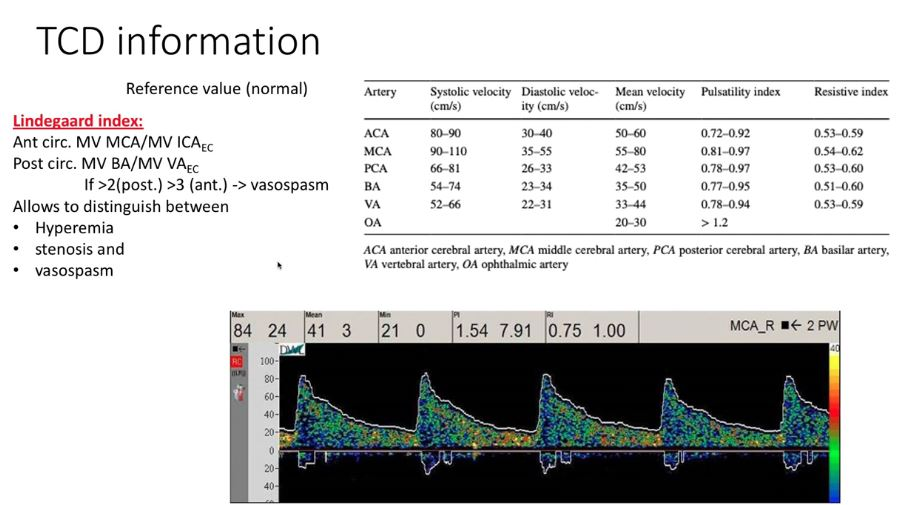 TCD information
Reference value (normal)
Lindegaard index:
Ant circ. MV MCA/MV ICAEC
Post circ. MV BA/MV VAEC
If >2(post.) >3 (ant.) -> vasospasm
Allows to distinguish between
• Hyperemia
• stenosis and
• vasospasm
Artery Systolic velocity (cm/s) Diastolic veloc-ity (cm/s) Mean velocity (cm/s) Pulsatility index Resistive index
ACA 80–90 30–40 50–60 0.72–0.92 0.53–0.59
MCA 90–110 35–55 55–80 0.81–0.97 0.54–0.62
PCA 66–81 26–33 42–53 0.78–0.97 0.53–0.60
BA 54–74 23–34 35–50 0.77–0.95 0.51–0.60
VA 52–66 22–31 33–44 0.78–0.94 0.53–0.59
OA 20–30 > 1.2
ACA anterior cerebral artery, MCA middle cerebral artery, PCA posterior cerebral artery, BA basilar artery,
VA vertebral artery, OA ophthalmic artery
Max Mean Min PI RI
84 24 41 3 21 0 1.54 7.91 0.75 1.00 MCA_R ■← 2 PW
DWL
40
100
80
60
40
20
0
20
40